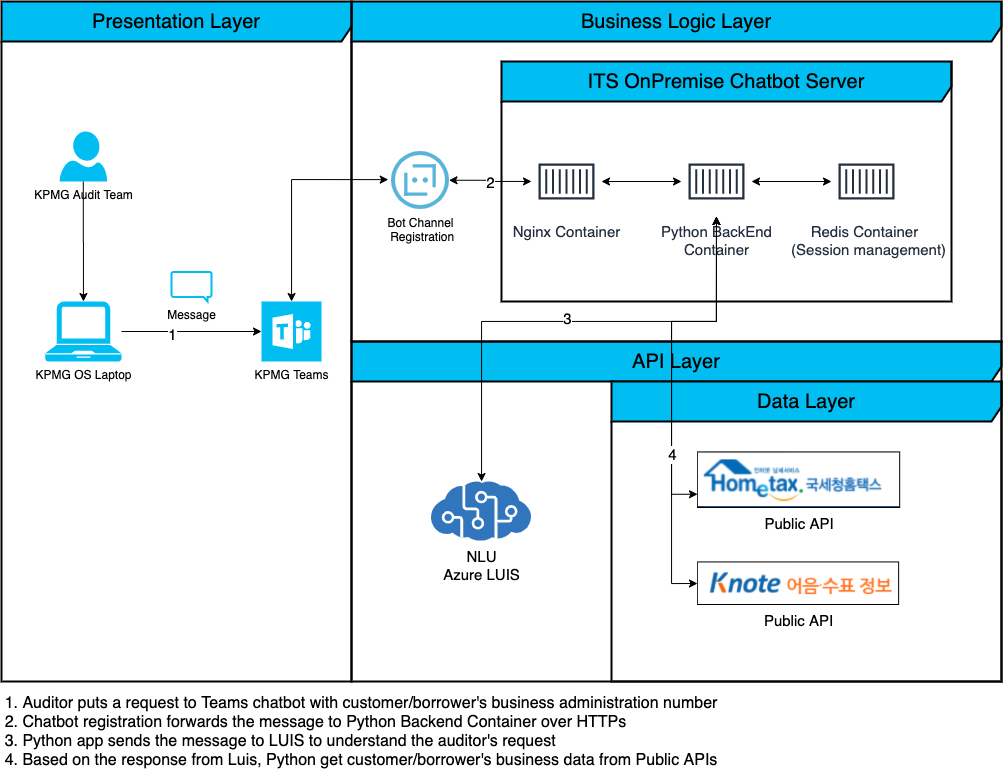 Presentation Layer
Business Logic Layer
ITS OnPremise Chatbot Server
KPMG Audit Team
Message
1
KPMG OS Laptop
KPMG Teams
T
Bot Channel
Registration
2
Nginx Container
Python BackEnd
Container
Redis Container
(Session management)
3
API Layer
Data Layer
4
NLU
Azure LUIS
인터넷 납세서비스
Hometax. 국세청홈택스
Public API
Knote 어음·수표 정보
Public API
1. Auditor puts a request to Teams chatbot with customer/borrower's business administration number
2. Chatbot registration forwards the message to Python Backend Container over HTTPs
3. Python app sends the message to LUIS to understand the auditor's request
4. Based on the response from Luis, Python get customer/borrower's business data from Public APIs